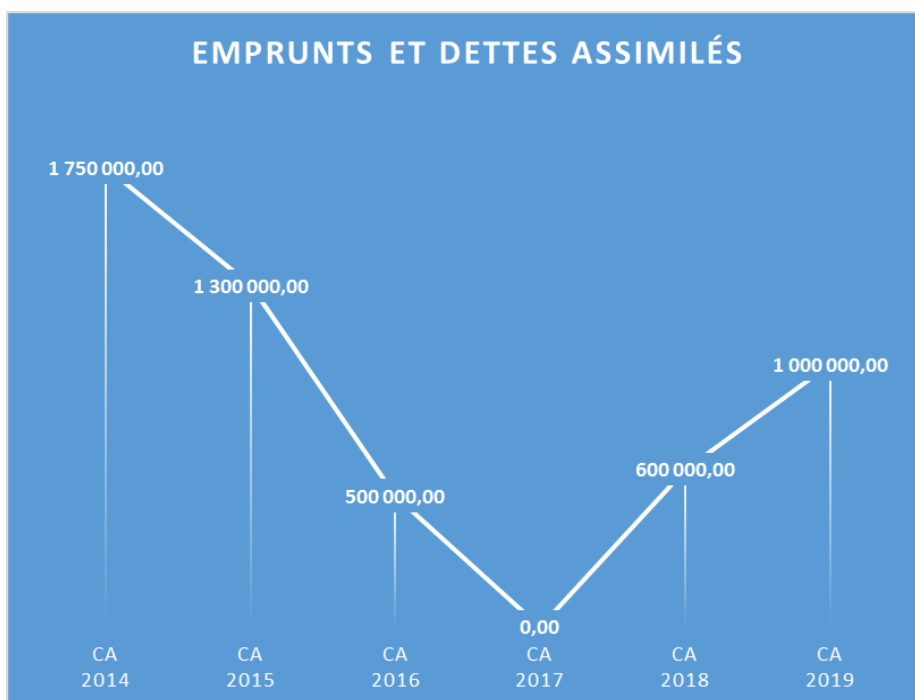 EMPRUNTS ET DETTES ASSIMILÉS
1 750 000,00
1 300 000,00
1 000 000,00
600 000,00
500 000,00
0,00
CA CA CA CA CA CA
2014 2015 2016 2017 2018 2019